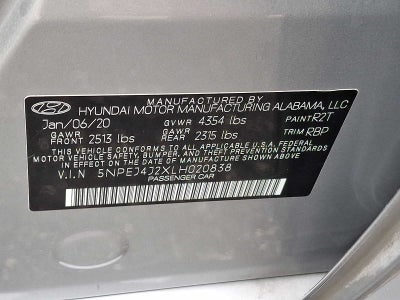 MANUFACTURED BY
HYUNDAI MOTOR MANUFACTURING ALABAMA, LLC
Jan/06/20 GVWR 4354 lbs PAINT R2T
GAWR FRONT 2513 lbs GAWR REAR 2315 lbs TRIM RBP
THIS VEHICLE CONFORMS TO ALL APPLICABLE FEDERAL
MOTOR VEHICLE SAFETY, BUMPER, AND THEFT PREVENTION STANDARDS
IN EFFECT ON THE DATE OF MANUFACTURE SHOWN ABOVE.
V.I.N 5NPEJ4J2XLH020838
PASSENGER CAR